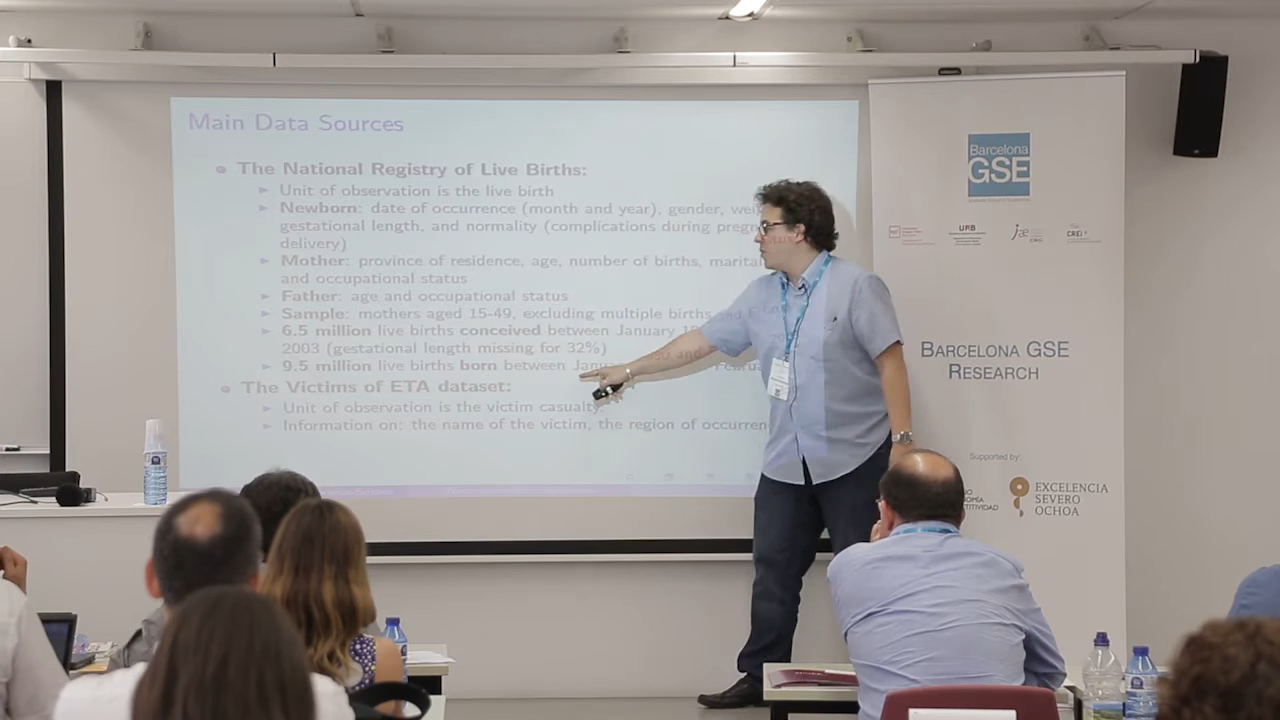 Main Data Sources
The National Registry of Live Births:
Unit of observation is the live birth
Newborn: date of occurrence (month and year), gender,
gestational length, and normality (complications during
delivery)
Mother: province of residence, age, number of births,
and occupational status
Father: age and occupational status
Sample: mothers aged 15-49, excluding multiple births and
6.5 million live births conceived between January
2003 (gestational length missing for 32%)
9.5 million live births born between
The Victims of ETA dataset:
Unit of observation is the victim casualty.
Information on: the name of the victim, the region of
Barcelona
GSE
UAB
CREi
BARCELONA GSE
RESEARCH
Supported by:
EXCELENCIA
SEVERO
OCHOA